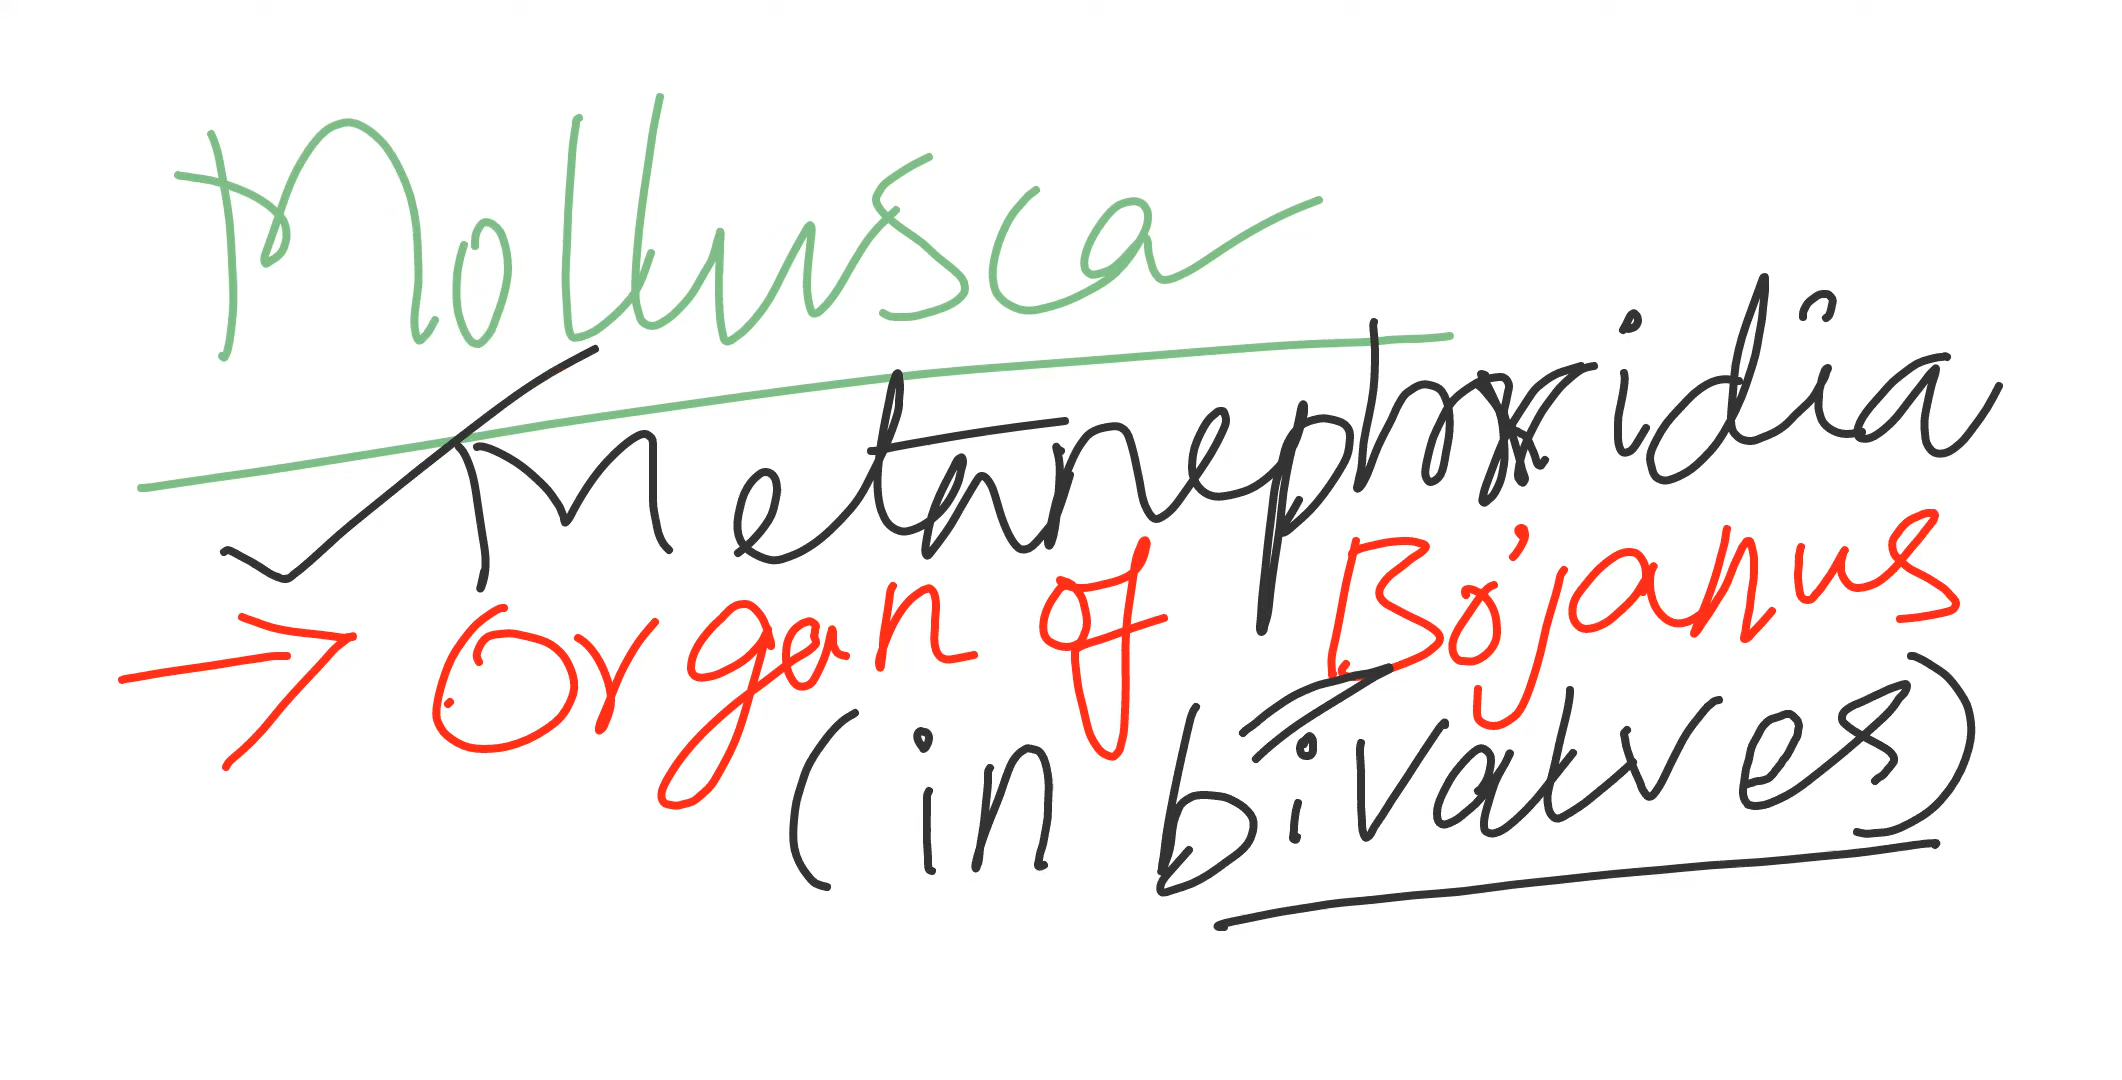 Mollusca
✓ Metanephridia
→ Organ of Bojanus
(in bivalves)